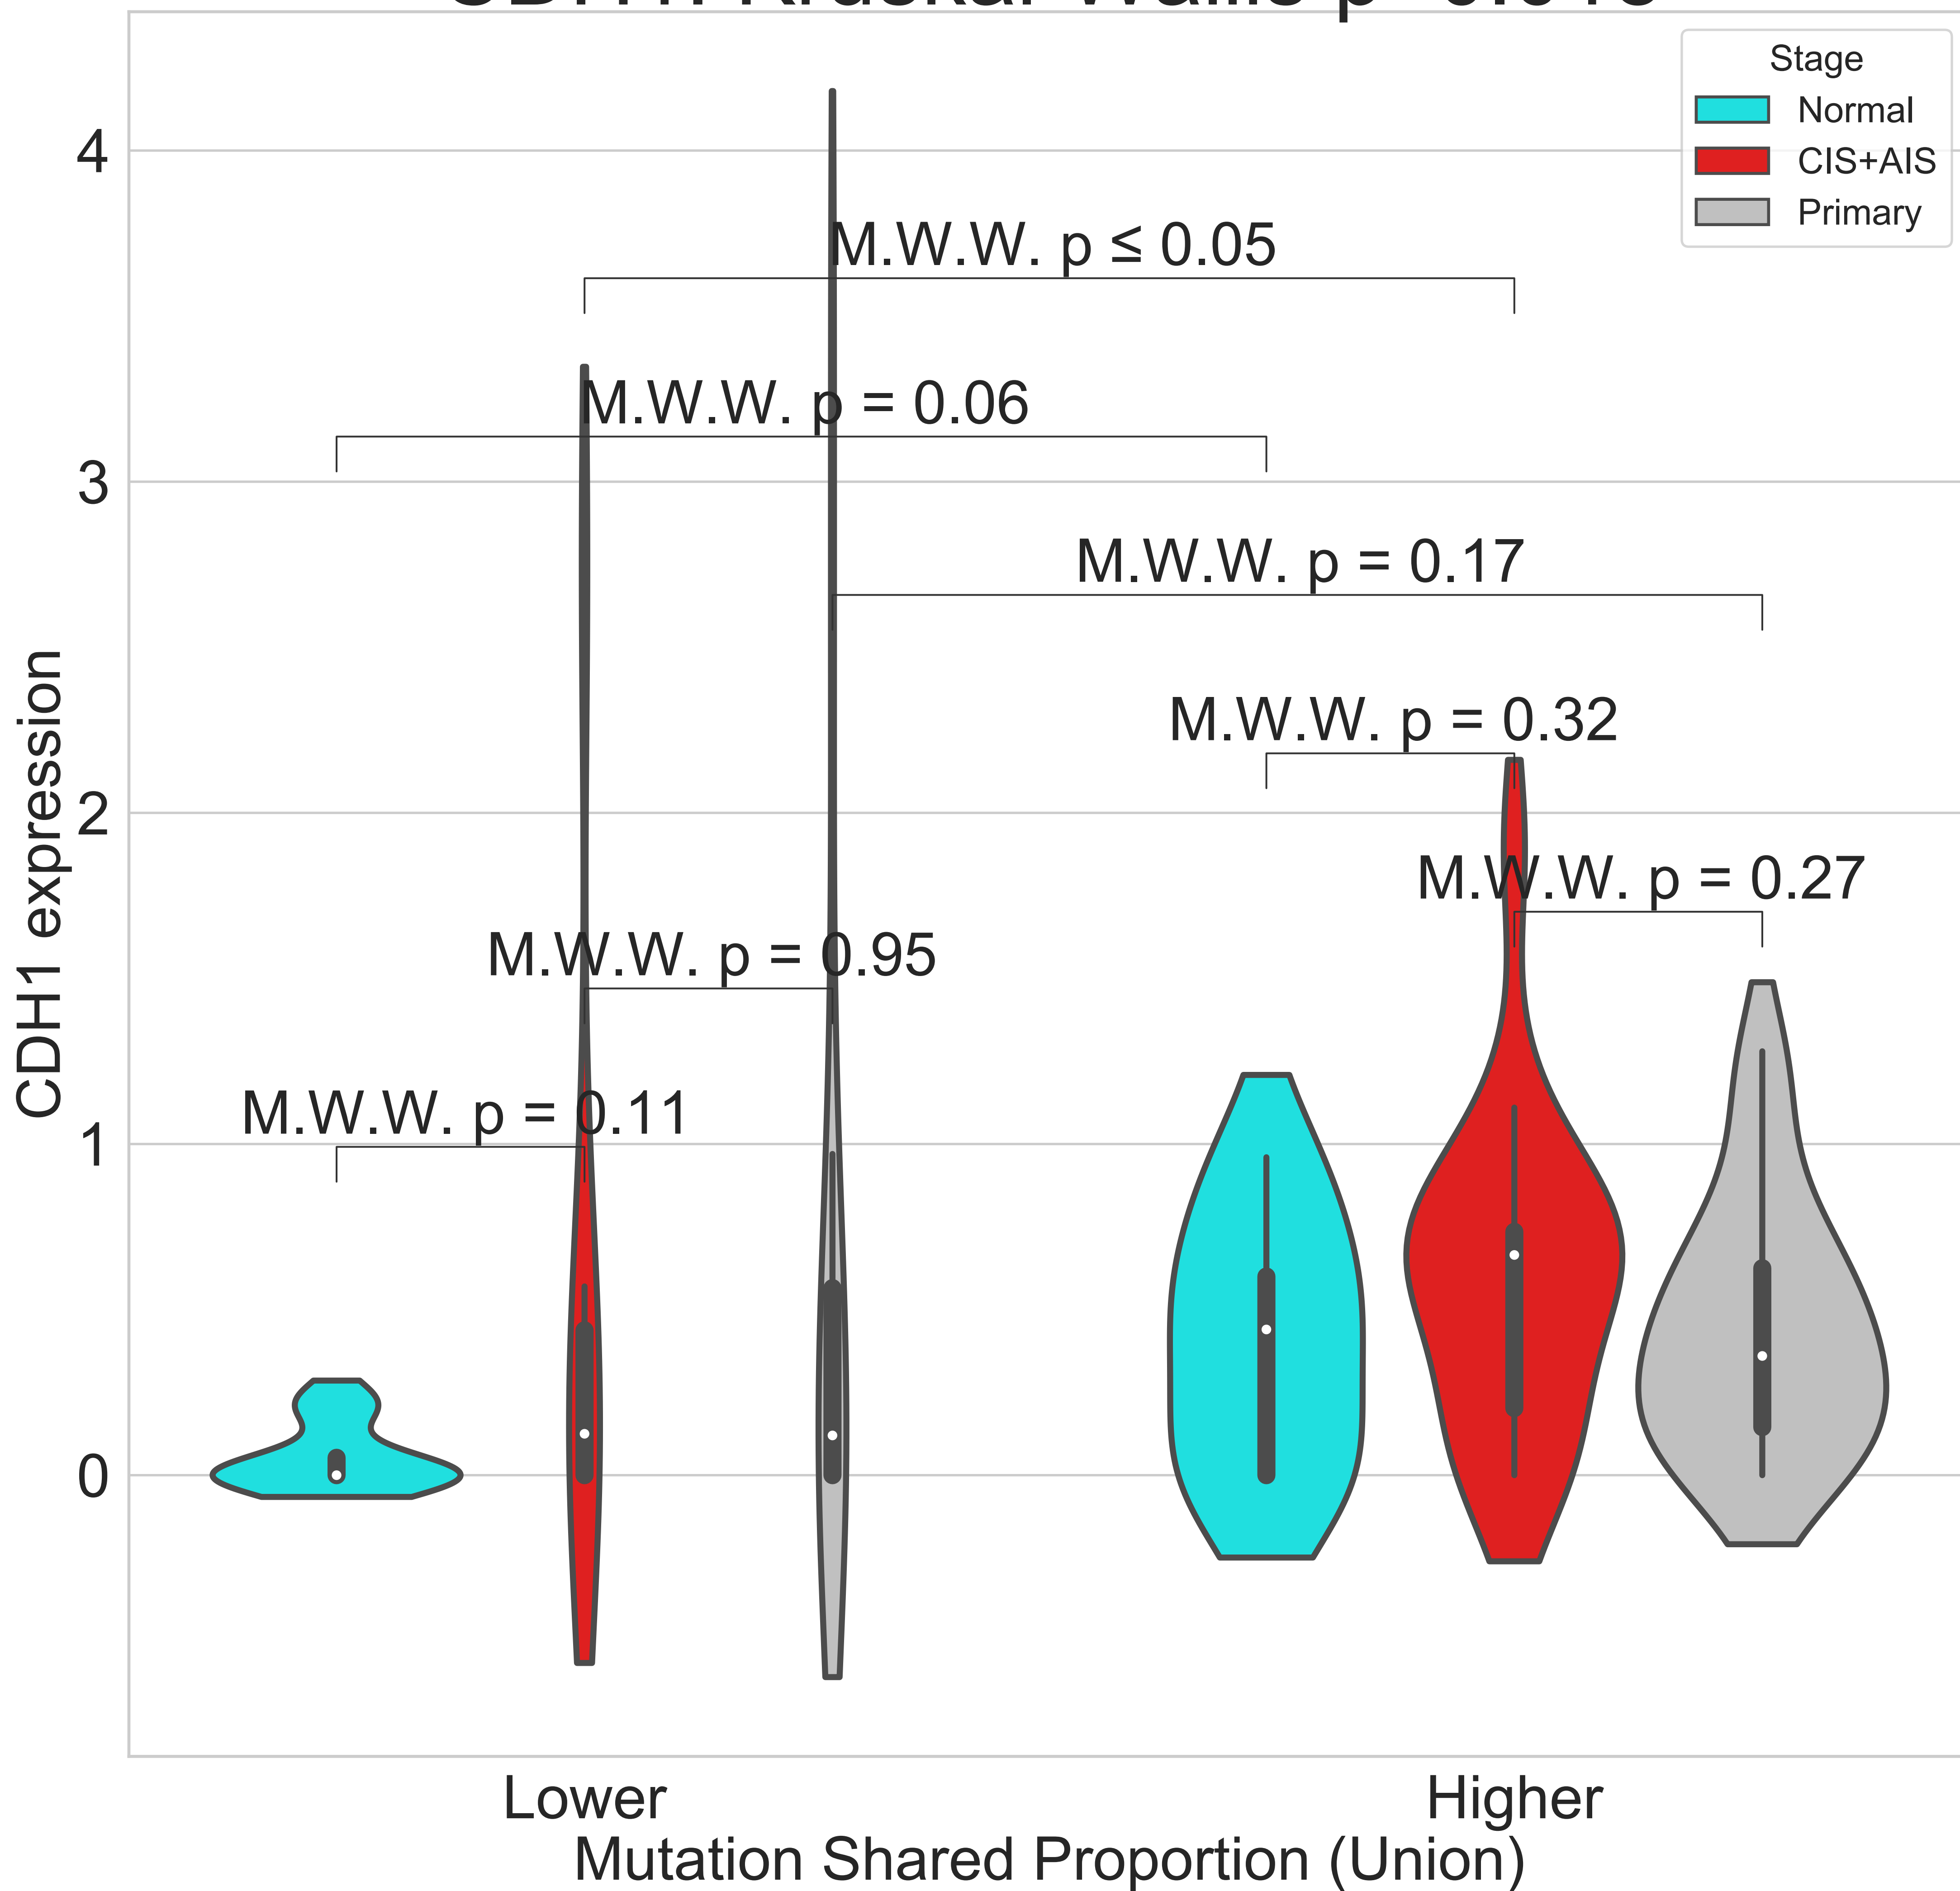 Stage
Normal
CIS+AIS
Primary
4
3
2
1
0
CDH1 expression
M.W.W. p ≤ 0.05
M.W.W. p = 0.06
M.W.W. p = 0.17
M.W.W. p = 0.32
M.W.W. p = 0.27
M.W.W. p = 0.95
M.W.W. p = 0.11
Lower
Higher
Mutation Shared Proportion (Union)